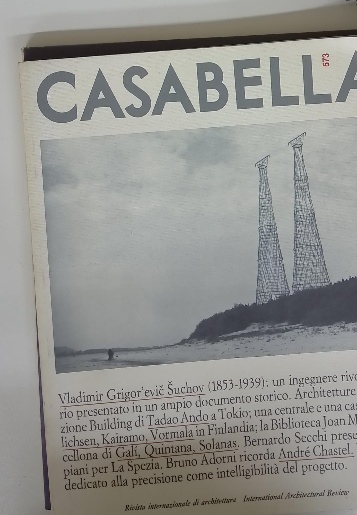 CASABELLA
573
Vladimir Grigor'evič Šuchov (1853-1939): un ingegnere
rio presentato in un ampio documento storico. Architetture
zione Building di Tadao Ando a Tokio; una centrale e una
lichsen, Kairamo, Vormala in Finlandia; la Biblioteca Joan
cellona di Galí, Quintana, Solanas. Bernardo Secchi
piani per La Spezia. Bruno Adorni ricorda André Chastel.
dedicato alla precisione come intelligibilità del progetto.
Rivista internazionale di architettura International Architectural Review